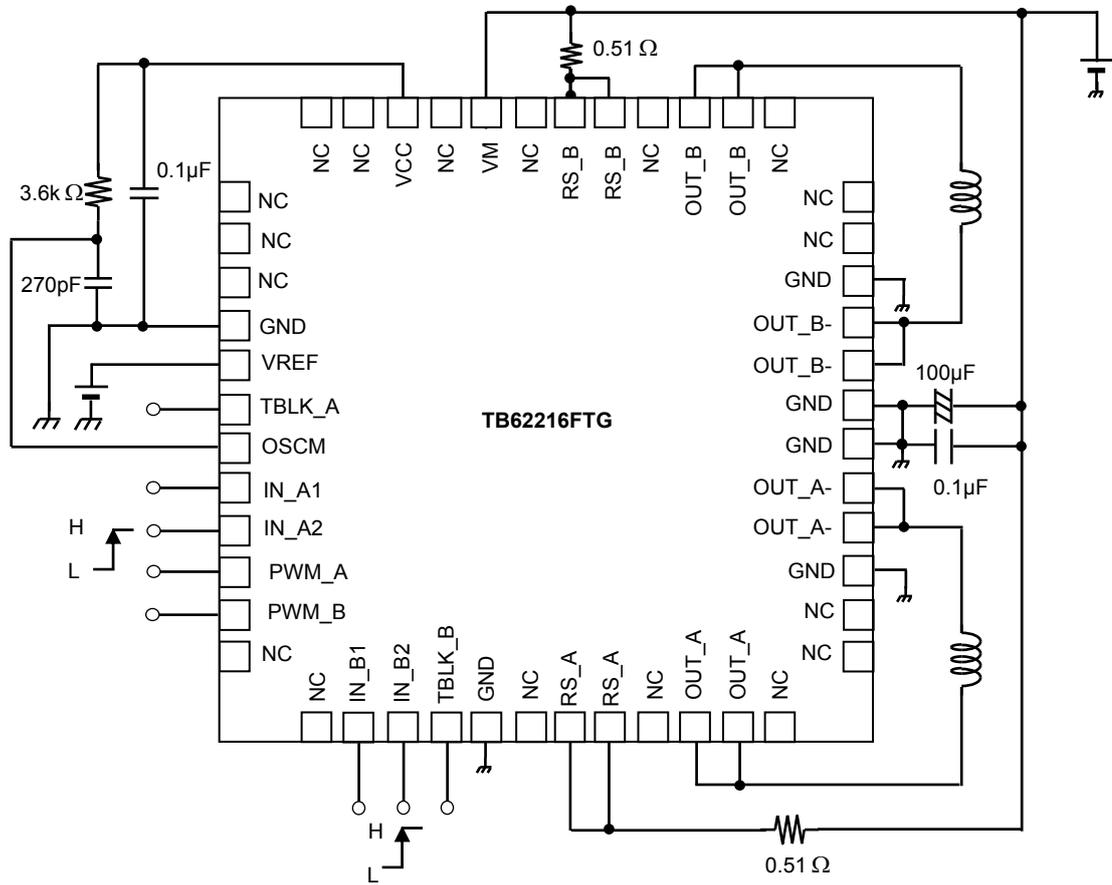 0.51 Ω
NC
NC
VCC
NC
VM
NC
RS_B
RS_B
NC
OUT_B
OUT_B
NC
3.6k Ω
0.1µF
270pF
NC
NC
NC
GND
VREF
TBLK_A
OSCM
IN_A1
IN_A2
PWM_A
PWM_B
NC
H
L
TB62216FTG
NC
NC
GND
OUT_B-
OUT_B-
GND
GND
OUT_A-
OUT_A-
GND
NC
NC
100µF
0.1µF
NC
IN_B1
IN_B2
TBLK_B
GND
NC
RS_A
RS_A
NC
OUT_A
OUT_A
NC
H
L
0.51 Ω